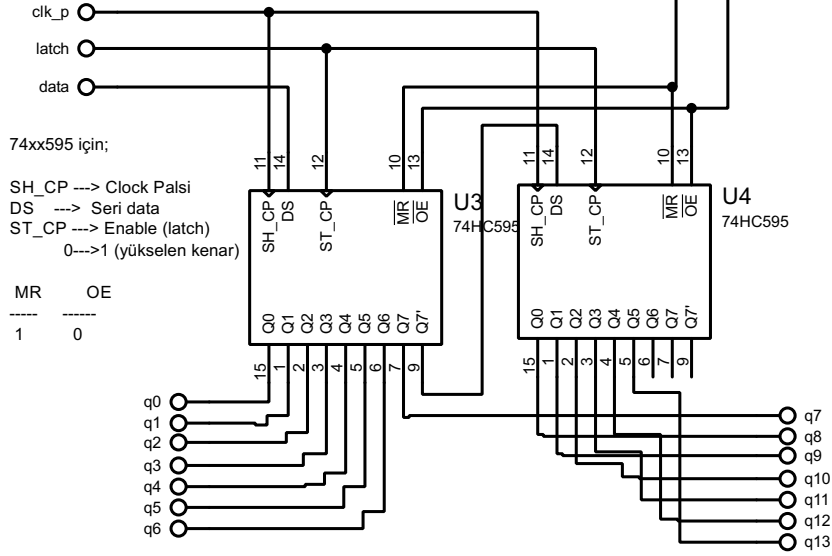 clk_p
latch
data
74xx595 için;
SH_CP ---> Clock Palsi
DS ---> Seri data
ST_CP ---> Enable (latch)
0--->1 (yükselen kenar)
MR OE
----- ------
1 0
11 14 12 10 13
SH_CP DS ST_CP MR OE
U3
74HC595
Q0 Q1 Q2 Q3 Q4 Q5 Q6 Q7 Q7'
15 1 2 3 4 5 6 7 9
11 14 12 10 13
SH_CP DS ST_CP MR OE
U4
74HC595
Q0 Q1 Q2 Q3 Q4 Q5 Q6 Q7 Q7'
15 1 2 3 4 5 6 7 9
q0
q1
q2
q3
q4
q5
q6
q7
q8
q9
q10
q11
q12
q13